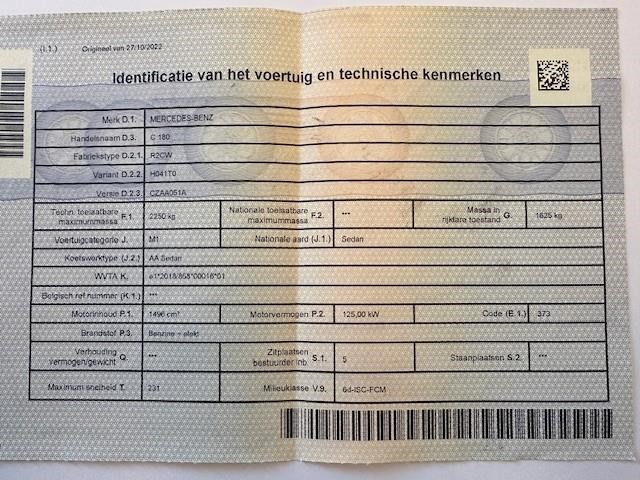 (I.1.) Origineel van 27/10/2022
Identificatie van het voertuig en technische kenmerken
Merk D.1. MERCEDES-BENZ
Handelsnaam D.3. C 180
Fabriekstype D.2.1. R2CW
Variant D.2.2. H041T0
Versie D.2.3. CZAA051A
Techn. toelaatbare maximummassa F.1. 2250 kg Nationale toelaatbare maximummassa F.2. *** Massa in rijklare toestand G. 1625 kg
Voertuigcategorie J. M1 Nationale aard (J.1.) Sedan
Koetswerktype (J.2.) AA Sedan
WVTA K. e1*2018/858*00016*01
Belgisch ref nummer (K.1.) ***
Motorinhoud P.1. 1496 cm³ Motorvermogen P.2. 125,00 kW Code (E.1.) 373
Brandstof P.3. Benzine + elekt
Verhouding vermogen/gewicht Q. *** Zitplaatsen bestuurder inb. S.1. 5 Staanplaatsen S.2. ***
Maximum snelheid T. 231 Milieuklasse V.9. 6d-ISC-FCM